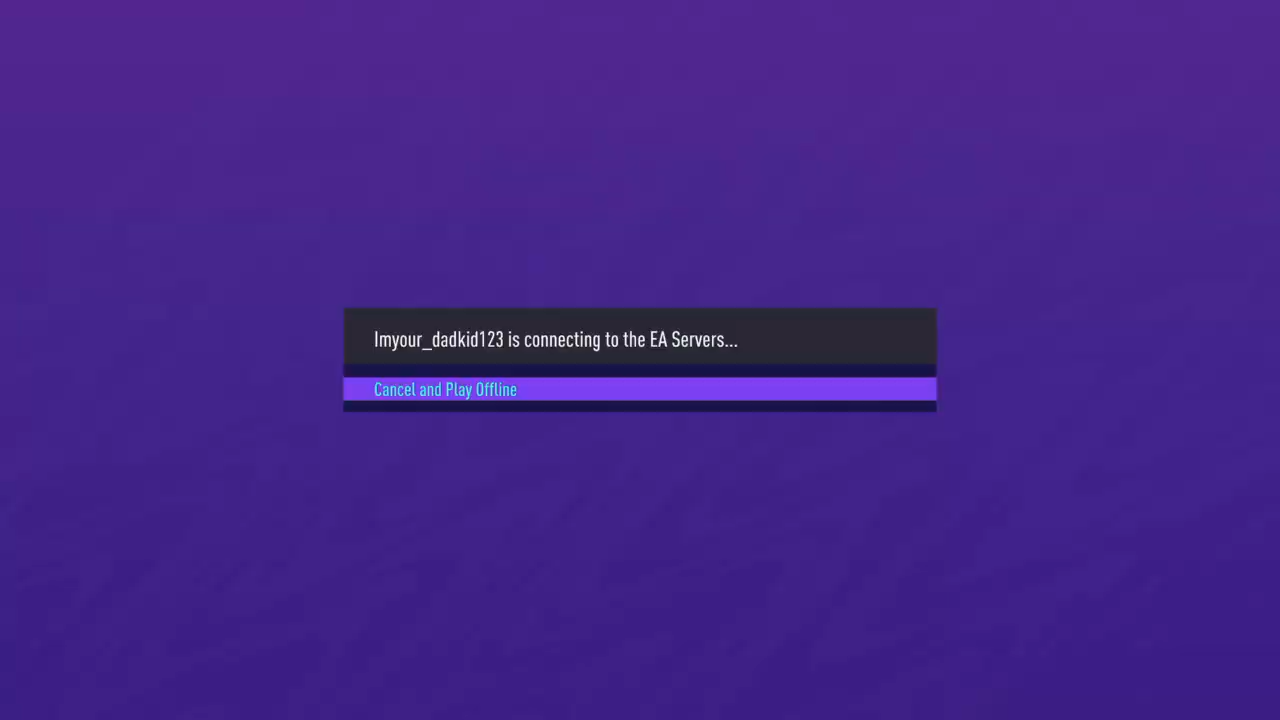 Imyour_dadkid123 is connecting to the EA Servers...
Cancel and Play Offline